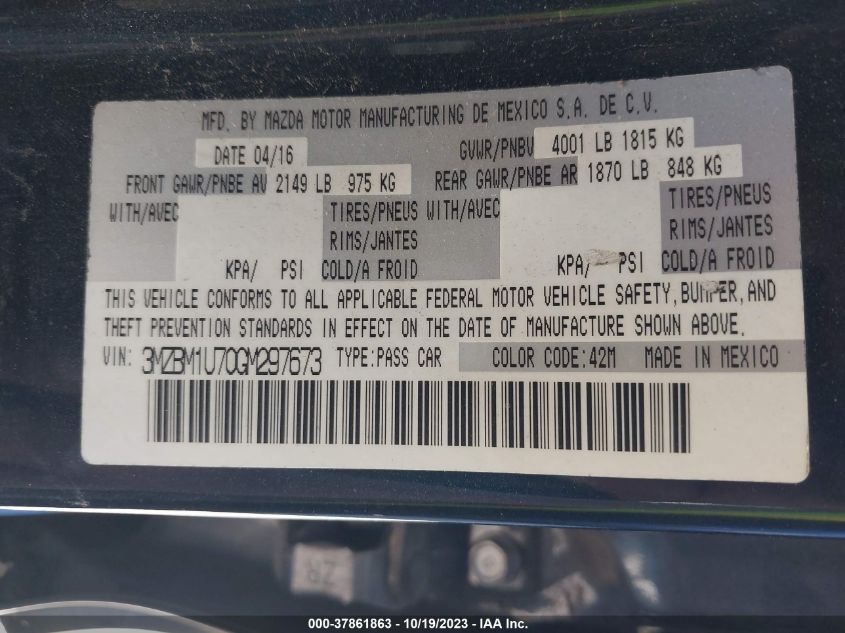 MFD. BY MAZDA MOTOR MANUFACTURING DE MEXICO S.A. DE C.V.
DATE 04/16 GVWR/PNBV 4001 LB 1815 KG
FRONT GAWR/PNBE AV 2149 LB 975 KG REAR GAWR/PNBE AR 1870 LB 848 KG
WITH/AVEC TIRES/PNEUS WITH/AVEC TIRES/PNEUS
RIMS/JANTES RIMS/JANTES
KPA/ PSI COLD/A FROID KPA/ PSI COLD/A FROID
THIS VEHICLE CONFORMS TO ALL APPLICABLE FEDERAL MOTOR VEHICLE SAFETY, BUMPER, AND
THEFT PREVENTION STANDARDS IN EFFECT ON THE DATE OF MANUFACTURE SHOWN ABOVE.
VIN: 3MZBM1U70GM297673 TYPE:PASS CAR COLOR CODE:42M MADE IN MEXICO
000-37861863 - 10/19/2023 - IAA Inc.